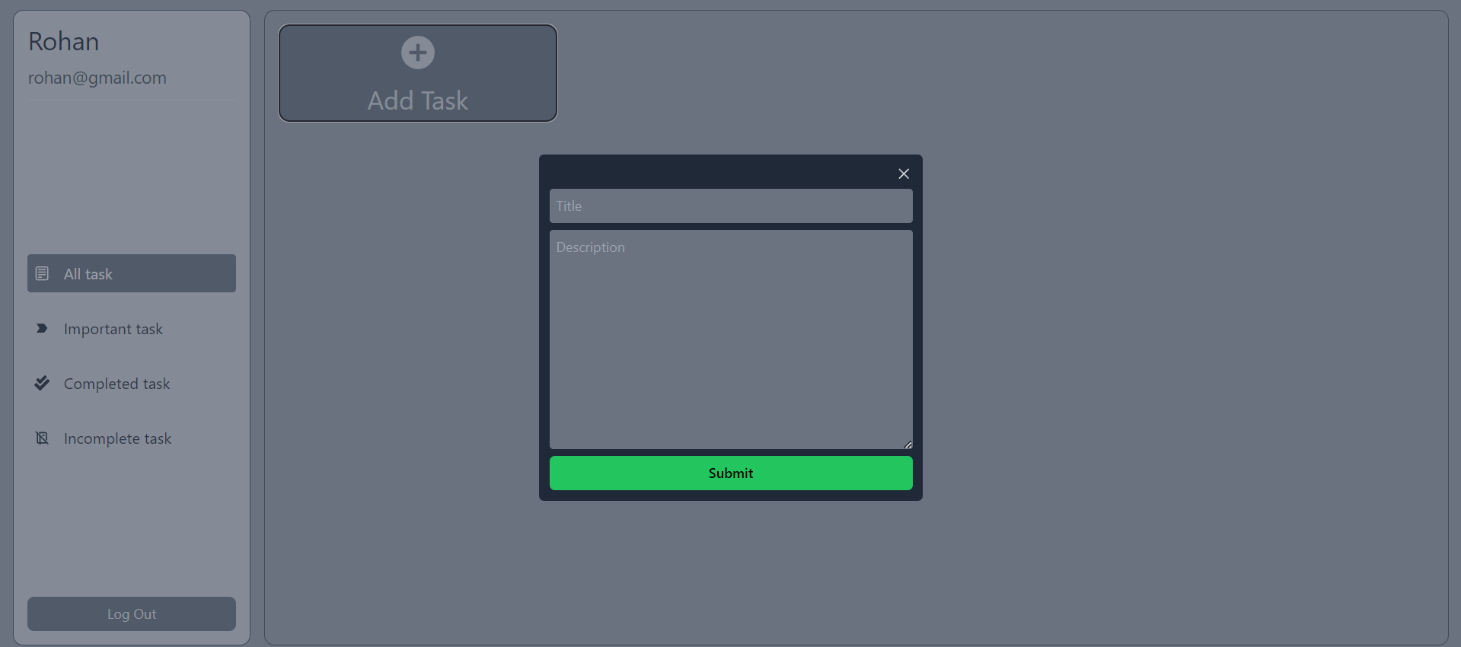 Rohan
rohan@gmail.com
All task
Important task
Completed task
Incomplete task
Log Out
Add Task
Title
Description
Submit